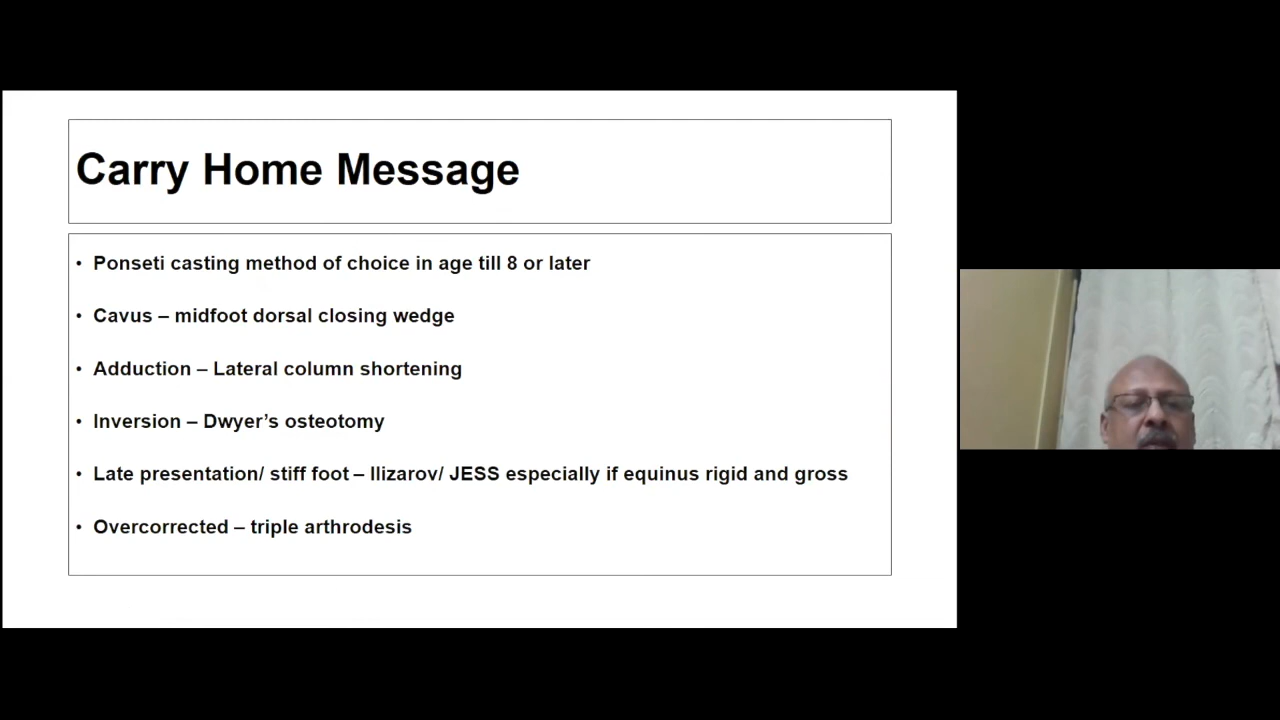 Carry Home Message
• Ponseti casting method of choice in age till 8 or later
• Cavus – midfoot dorsal closing wedge
• Adduction – Lateral column shortening
• Inversion – Dwyer’s osteotomy
• Late presentation/ stiff foot – Ilizarov/ JESS especially if equinus rigid and gross
• Overcorrected – triple arthrodesis